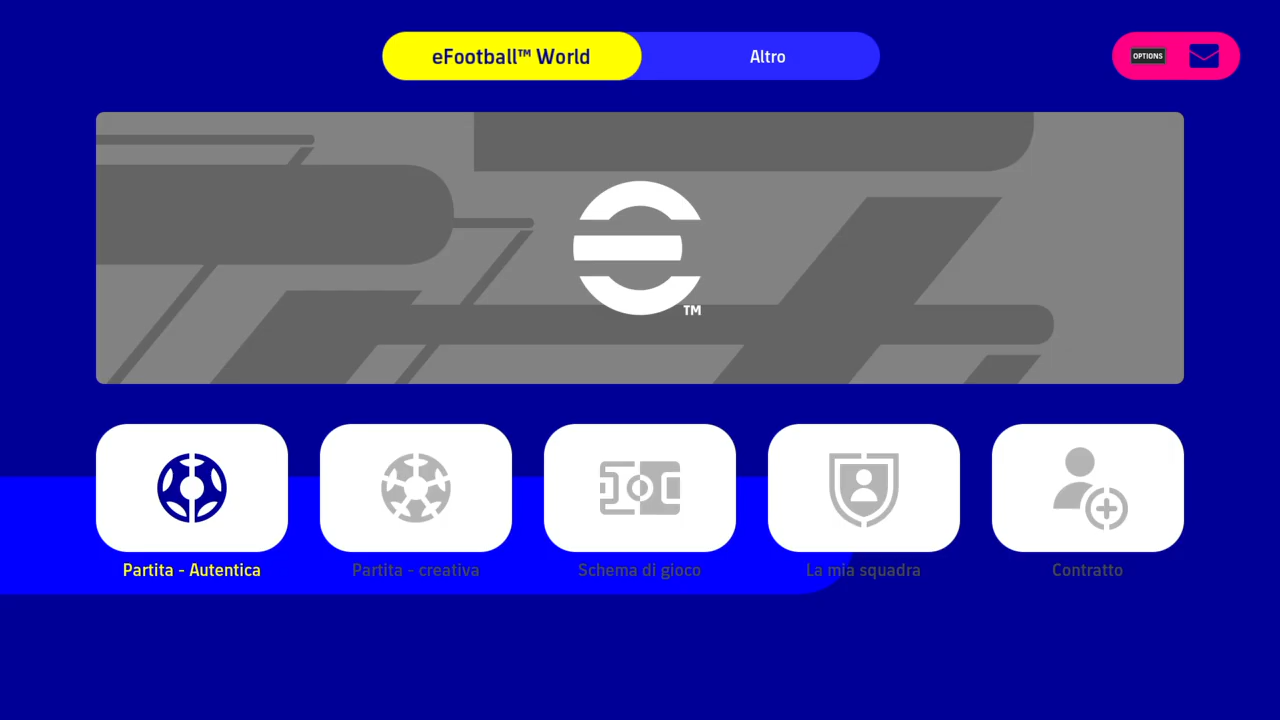 eFootball™ World
Altro
OPTIONS
TM
Partita - Autentica
Partita - creativa
Schema di gioco
La mia squadra
Contratto